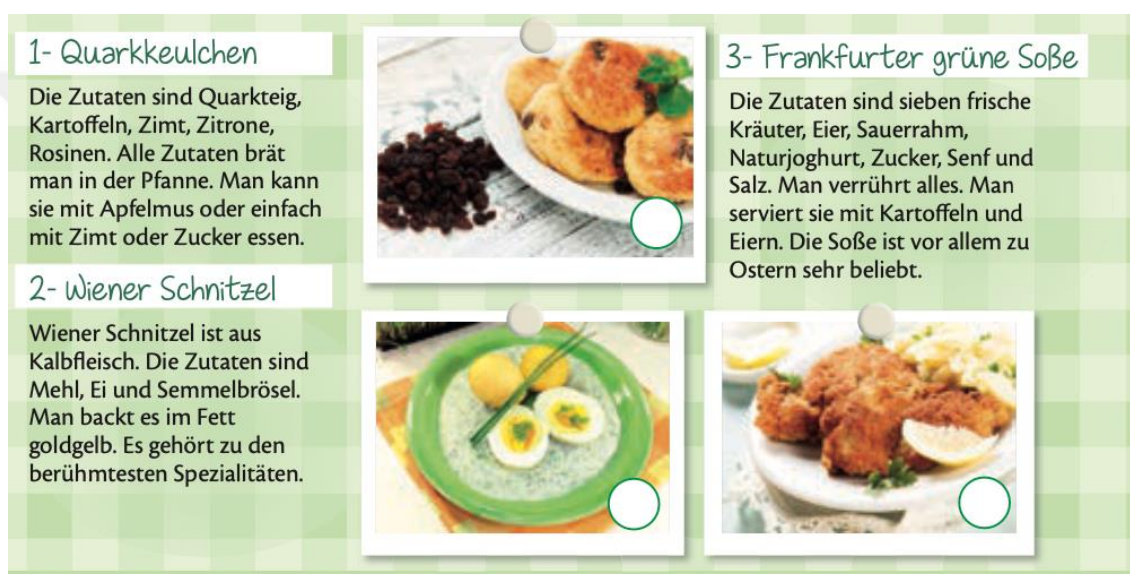 1- Quarkkeulchen
Die Zutaten sind Quarkteig,
Kartoffeln, Zimt, Zitrone,
Rosinen. Alle Zutaten brät
man in der Pfanne. Man kann
sie mit Apfelmus oder einfach
mit Zimt oder Zucker essen.
2- Wiener Schnitzel
Wiener Schnitzel ist aus
Kalbfleisch. Die Zutaten sind
Mehl, Ei und Semmelbrösel.
Man backt es im Fett
goldgelb. Es gehört zu den
berühmtesten Spezialitäten.
3- Frankfurter grüne Soße
Die Zutaten sind sieben frische
Kräuter, Eier, Sauerrahm,
Naturjoghurt, Zucker, Senf und
Salz. Man verrührt alles. Man
serviert sie mit Kartoffeln und
Eiern. Die Soße ist vor allem zu
Ostern sehr beliebt.